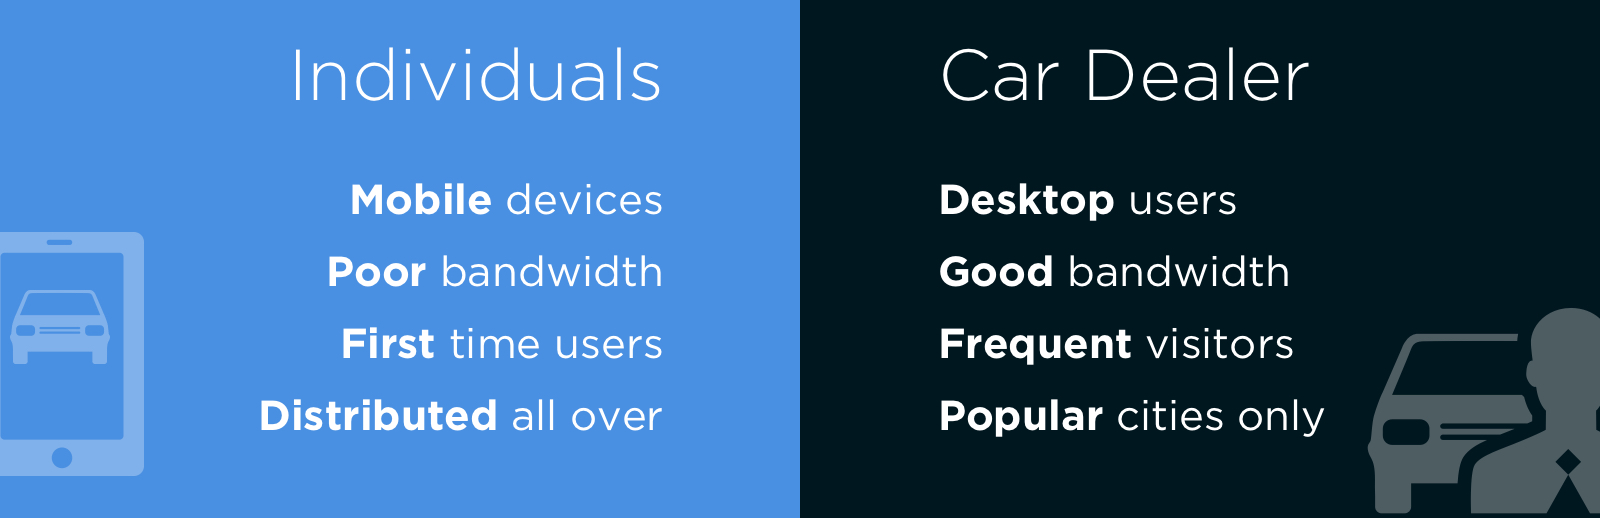 Individuals
Mobile devices
Poor bandwidth
First time users
Distributed all over
Car Dealer
Desktop users
Good bandwidth
Frequent visitors
Popular cities only